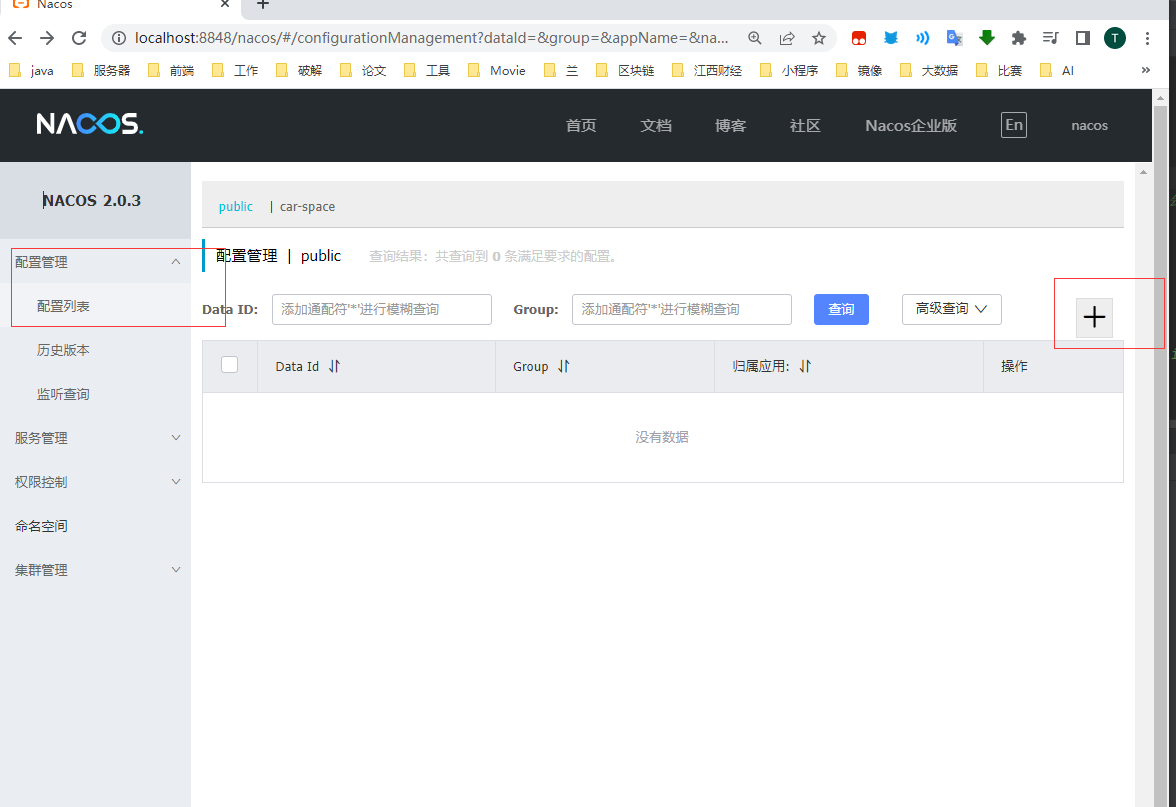 Nacos
localhost:8848/nacos/#/configurationManagement?dataId=&group=&appName=&na...
T
java 服务器 前端 工作 破解 论文 工具 Movie 兰 区块链 江西财经 小程序 镜像 大数据 比赛 AI »
NACOS. 首页 文档 博客 社区 Nacos企业版 En nacos
NACOS 2.0.3
public | car-space
配置管理
配置管理 | public 查询结果：共查询到 0 条满足要求的配置。
配置列表
Data ID: 添加通配符'*'进行模糊查询 Group: 添加通配符'*'进行模糊查询 查询 高级查询
历史版本
Data Id Group 归属应用: 操作
监听查询
没有数据
服务管理
权限控制
命名空间
集群管理